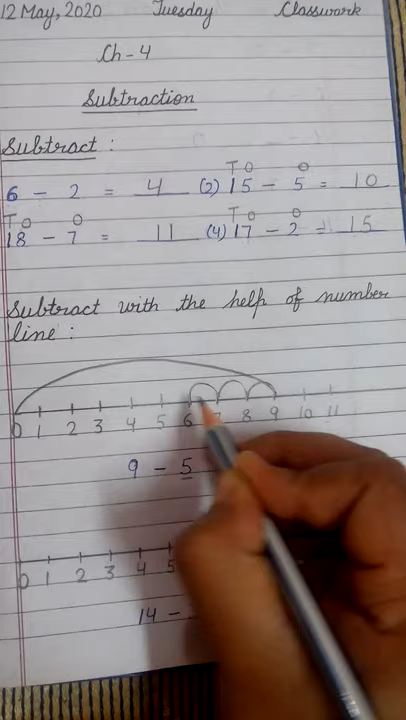 12 May, 2020 Tuesday Classwork
Ch-4
Subtraction
Subtract :
T O O
6 - 2 = 4 (2) 15 - 5 = 10
T O O T O O
18 - 7 = 11 (4) 17 - 2 = 15
Subtract with the help of number
line :
0 1 2 3 4 5 6 7 8 9 10 11
9 - 5
0 1 2 3 4 5
14 -